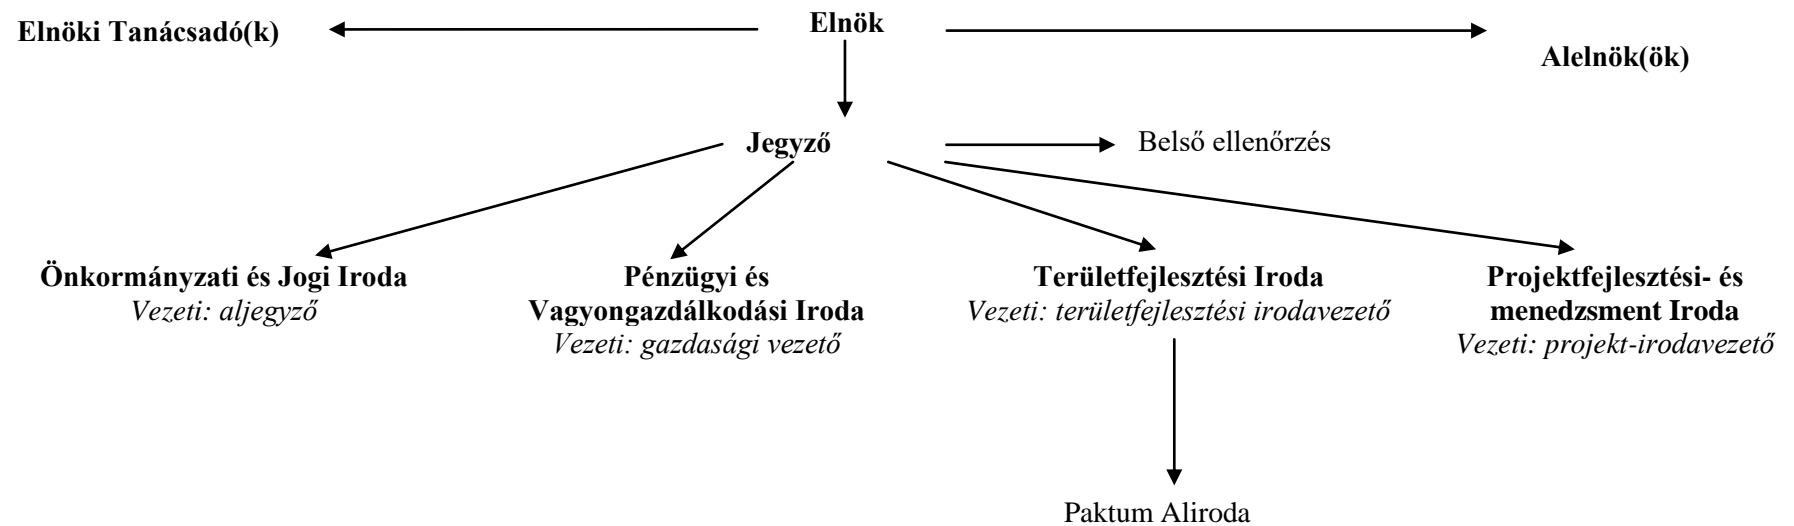 Elnöki Tanácsadó(k)
Elnök
Alelnök(ök)
Jegyző
Belső ellenőrzés
Önkormányzati és Jogi Iroda
Vezeti: aljegyző
Pénzügyi és
Vagyongazdálkodási Iroda
Vezeti: gazdasági vezető
Területfejlesztési Iroda
Vezeti: területfejlesztési irodavezető
Projektfejlesztési- és
menedzsment Iroda
Vezeti: projekt-irodavezető
Paktum Aliroda